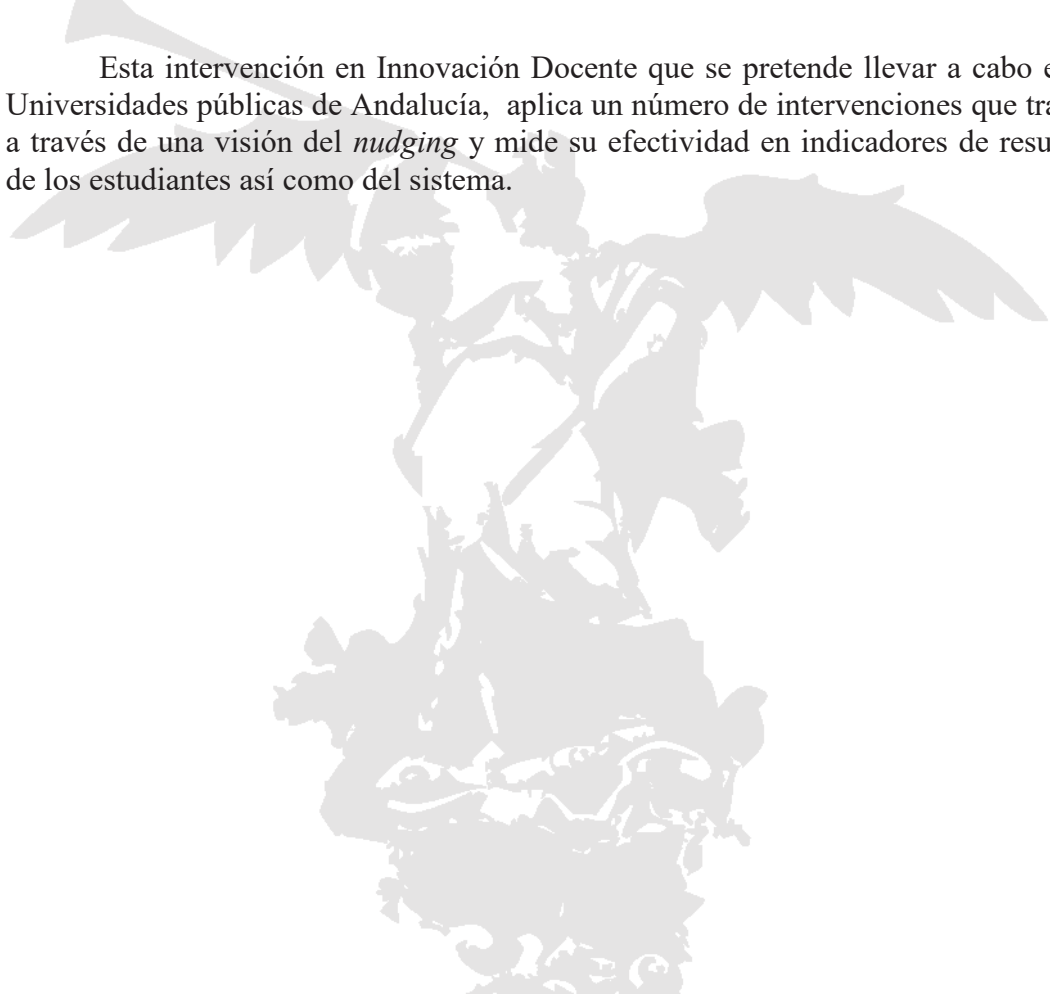 Esta intervención en Innovación Docente que se pretende llevar a cabo
Universidades públicas de Andalucía, aplica un número de intervenciones que
a través de una visión del nudging y mide su efectividad en indicadores de
de los estudiantes así como del sistema.